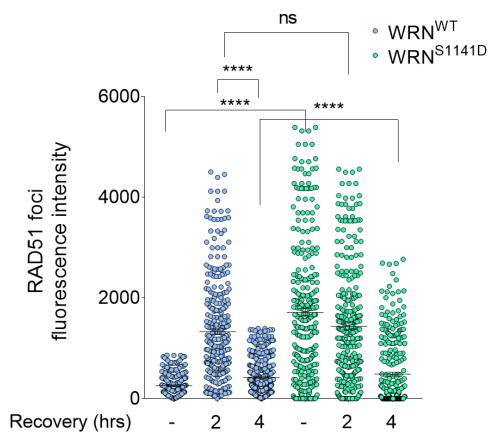 ns
WRNWT
WRNS1141D
****
****
****
6000
4000
2000
0
RAD51 foci
fluorescence intensity
Recovery (hrs) - 2 4 - 2 4